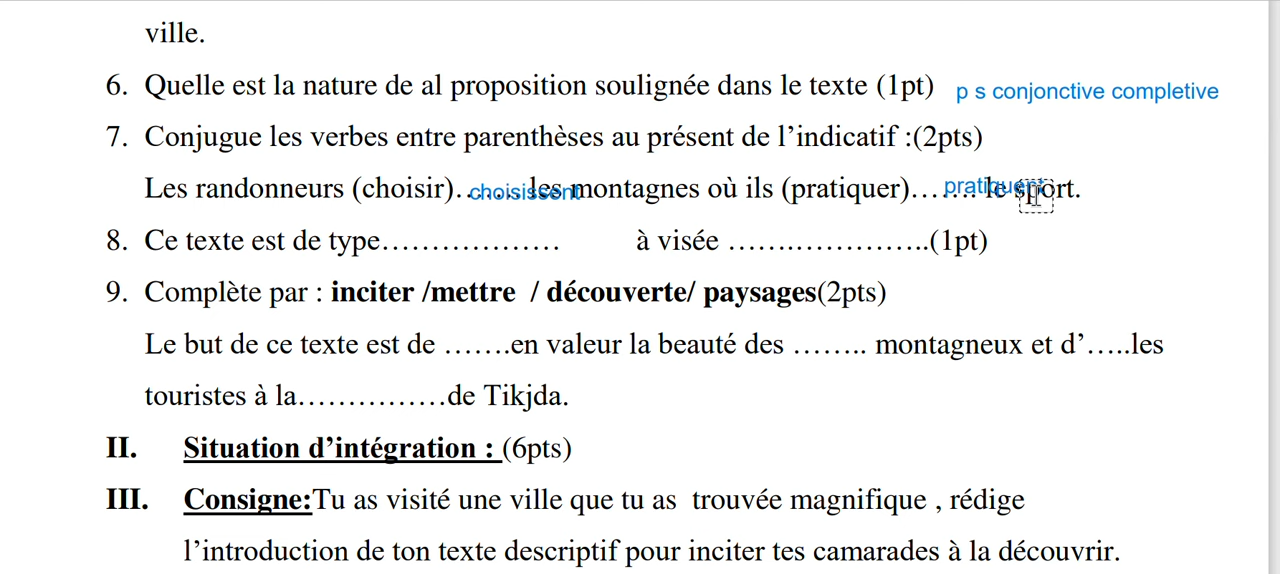 ville.
6. Quelle est la nature de al proposition soulignée dans le texte (1pt) p s conjonctive completive
7. Conjugue les verbes entre parenthèses au présent de l’indicatif :(2pts)
Les randonneurs (choisir)……..choisissent les montagnes où ils (pratiquer)……..pratiquent le sport.
8. Ce texte est de type………………… à visée …………………..(1pt)
9. Complète par : inciter /mettre / découverte/ paysages(2pts)
Le but de ce texte est de …….en valeur la beauté des …….. montagneux et d’…..les
touristes à la……………de Tikjda.
II. Situation d’intégration : (6pts)
III. Consigne:Tu as visité une ville que tu as trouvée magnifique , rédige
l’introduction de ton texte descriptif pour inciter tes camarades à la découvrir.